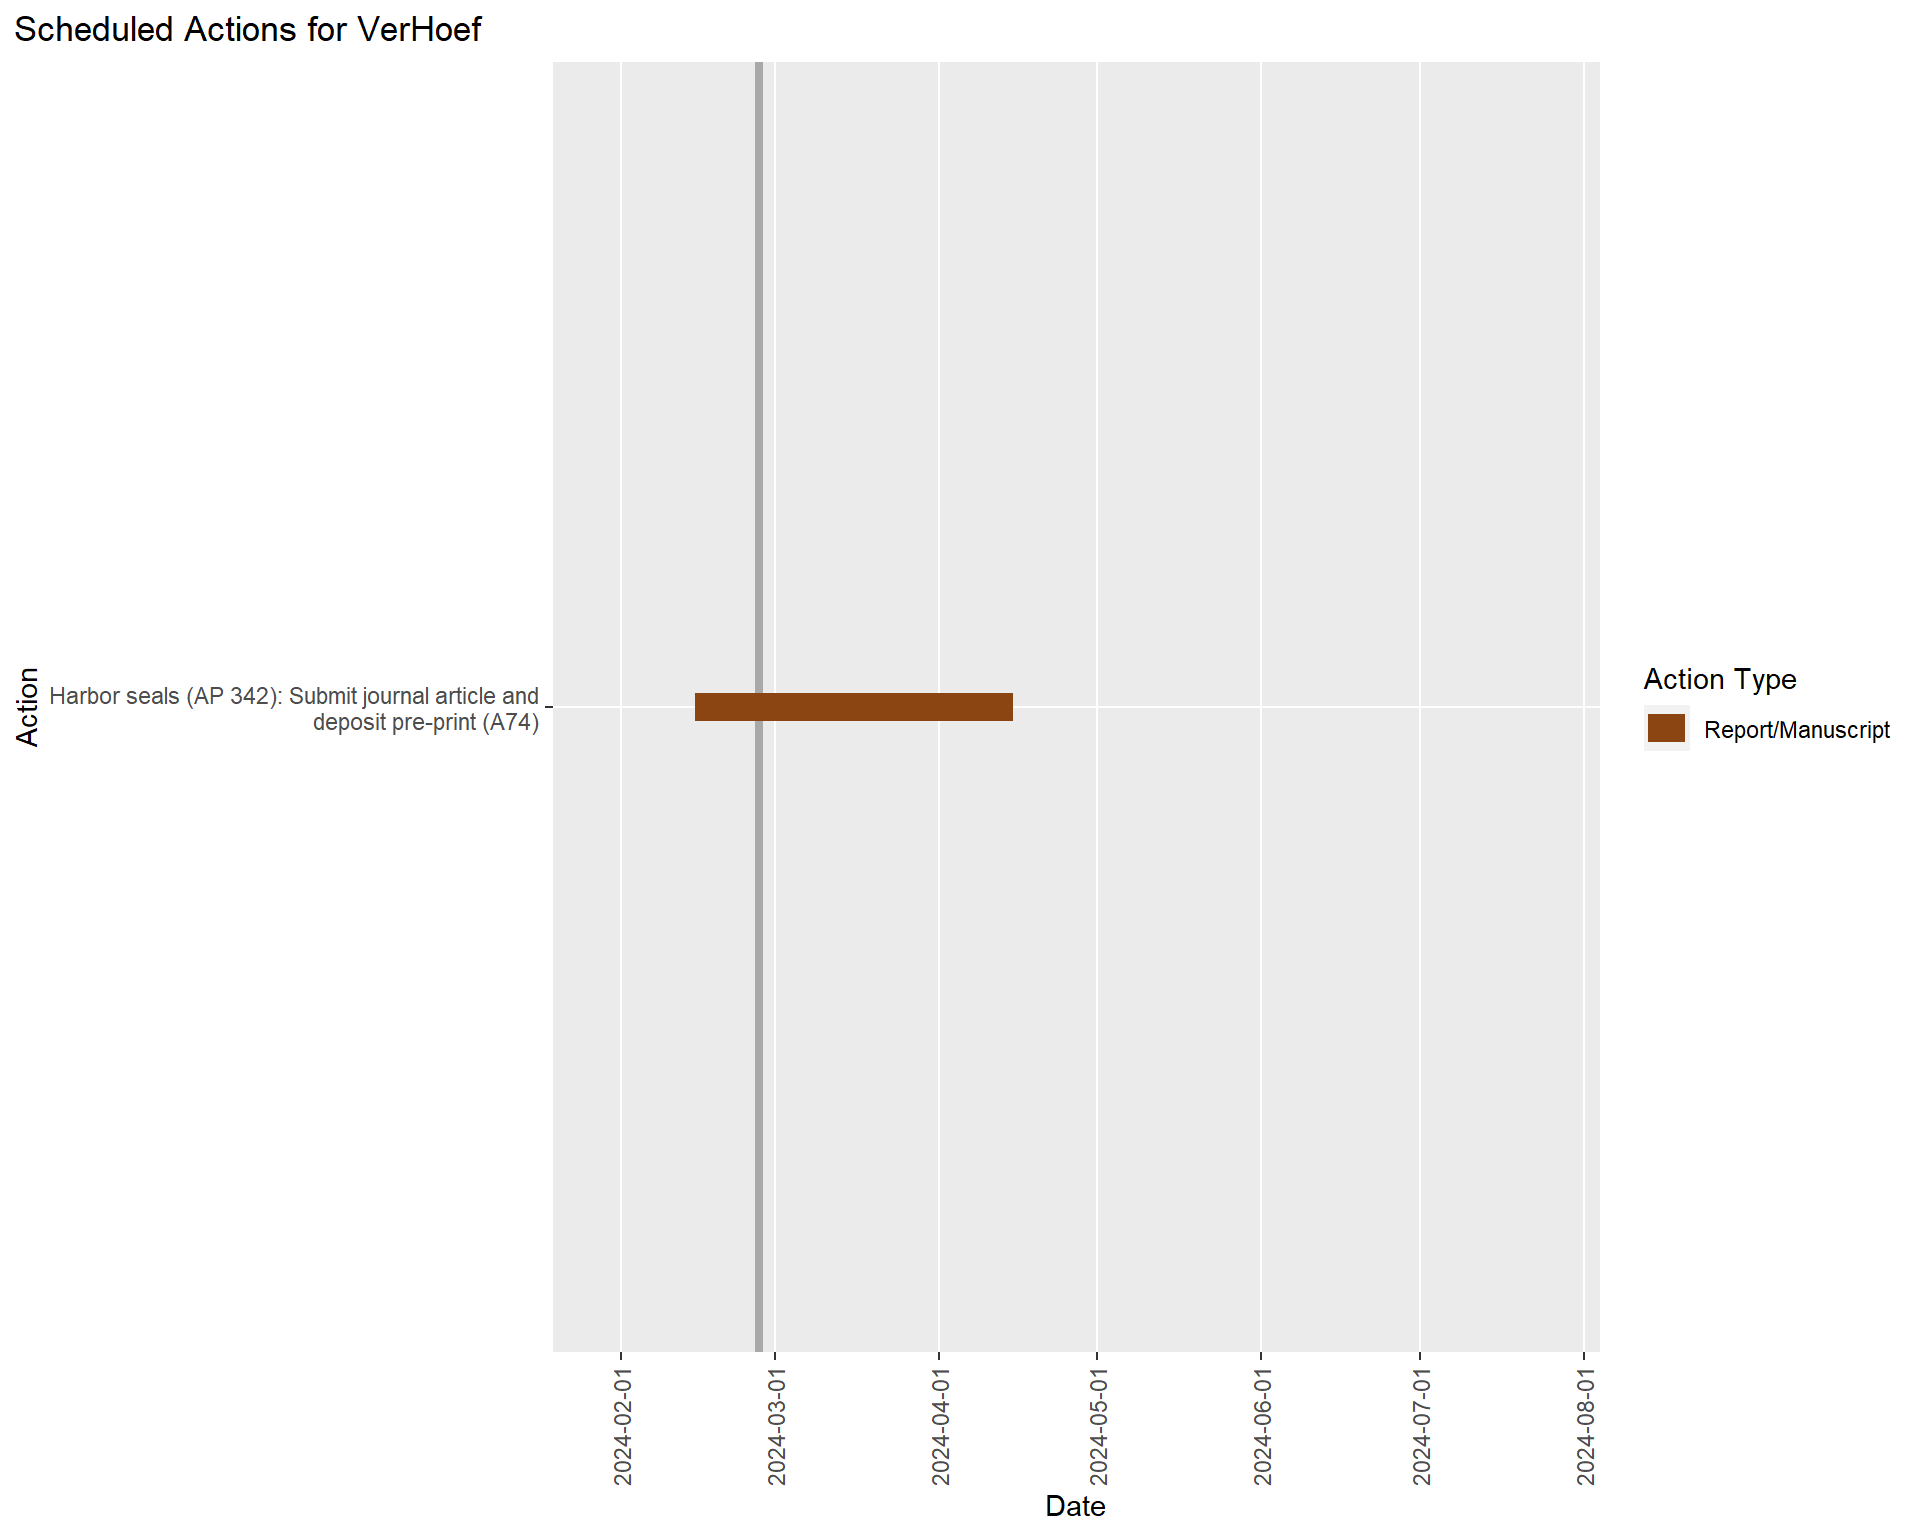 Scheduled Actions for VerHoef
Action
Harbor seals (AP 342): Submit journal article and
deposit pre-print (A74)
2024-02-01
2024-03-01
2024-04-01
2024-05-01
2024-06-01
2024-07-01
2024-08-01
Date
Action Type
Report/Manuscript